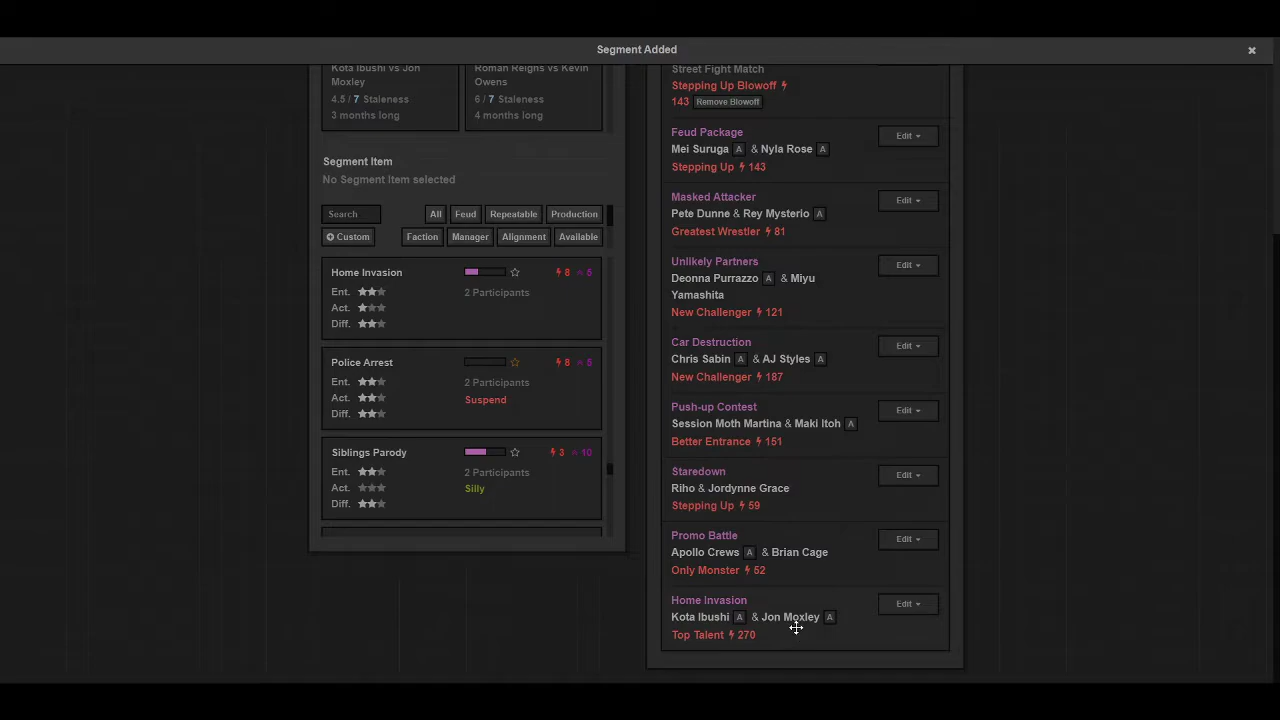 Segment Added ×
Kota Ibushi vs Jon
Moxley
4.5 / 7 Staleness
3 months long
Roman Reigns vs Kevin
Owens
6 / 7 Staleness
4 months long
Segment Item
No Segment Item selected
Search All Feud Repeatable Production
Custom Faction Manager Alignment Available
Home Invasion 8 5
Ent. 2 Participants
Act.
Diff.
Police Arrest 8 5
Ent. 2 Participants
Act. Suspend
Diff.
Siblings Parody 3 10
Ent. 2 Participants
Act. Silly
Diff.
Street Fight Match
Stepping Up Blowoff
143 Remove Blowoff
Feud Package Edit
Mei Suruga A & Nyla Rose A
Stepping Up 143
Masked Attacker Edit
Pete Dunne & Rey Mysterio A
Greatest Wrestler 81
Unlikely Partners Edit
Deonna Purrazzo A & Miyu
Yamashita
New Challenger 121
Car Destruction Edit
Chris Sabin A & AJ Styles A
New Challenger 187
Push-up Contest Edit
Session Moth Martina & Maki Itoh A
Better Entrance 151
Staredown Edit
Riho & Jordynne Grace
Stepping Up 59
Promo Battle Edit
Apollo Crews A & Brian Cage
Only Monster 52
Home Invasion Edit
Kota Ibushi A & Jon Moxley A
Top Talent 270